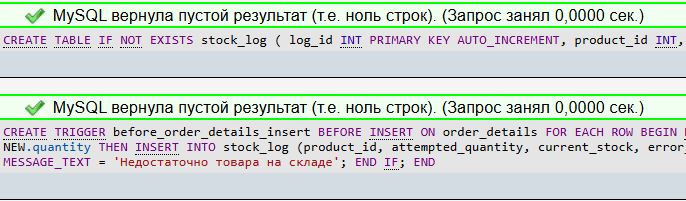 MySQL вернула пустой результат (т.е. ноль строк). (Запрос занял 0,0000 сек.)
CREATE TABLE IF NOT EXISTS stock_log ( log_id INT PRIMARY KEY AUTO_INCREMENT, product_id INT,
MySQL вернула пустой результат (т.е. ноль строк). (Запрос занял 0,0000 сек.)
CREATE TRIGGER before_order_details_insert BEFORE INSERT ON order_details FOR EACH ROW BEGIN
NEW.quantity THEN INSERT INTO stock_log (product_id, attempted_quantity, current_stock, error_
MESSAGE_TEXT = 'Недостаточно товара на складе'; END IF; END